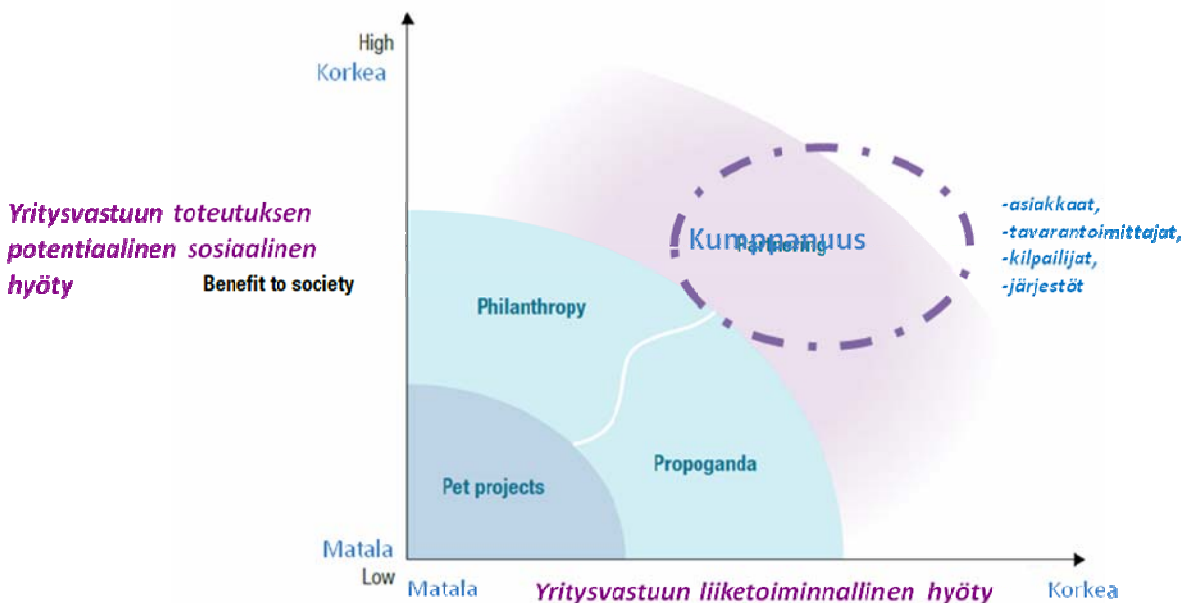 High
Korkea
Yritysvastuun toteutuksen
potentiaalinen sosiaalinen
hyöty
Benefit to society
Kumppanuus
Partnering
-asiakkaat,
-tavarantoimittajat,
-kilpailijat,
-järjestöt
Philanthropy
Propoganda
Pet projects
Matala
Low
Matala
Yritysvastuun liiketoiminnallinen hyöty
Korkea